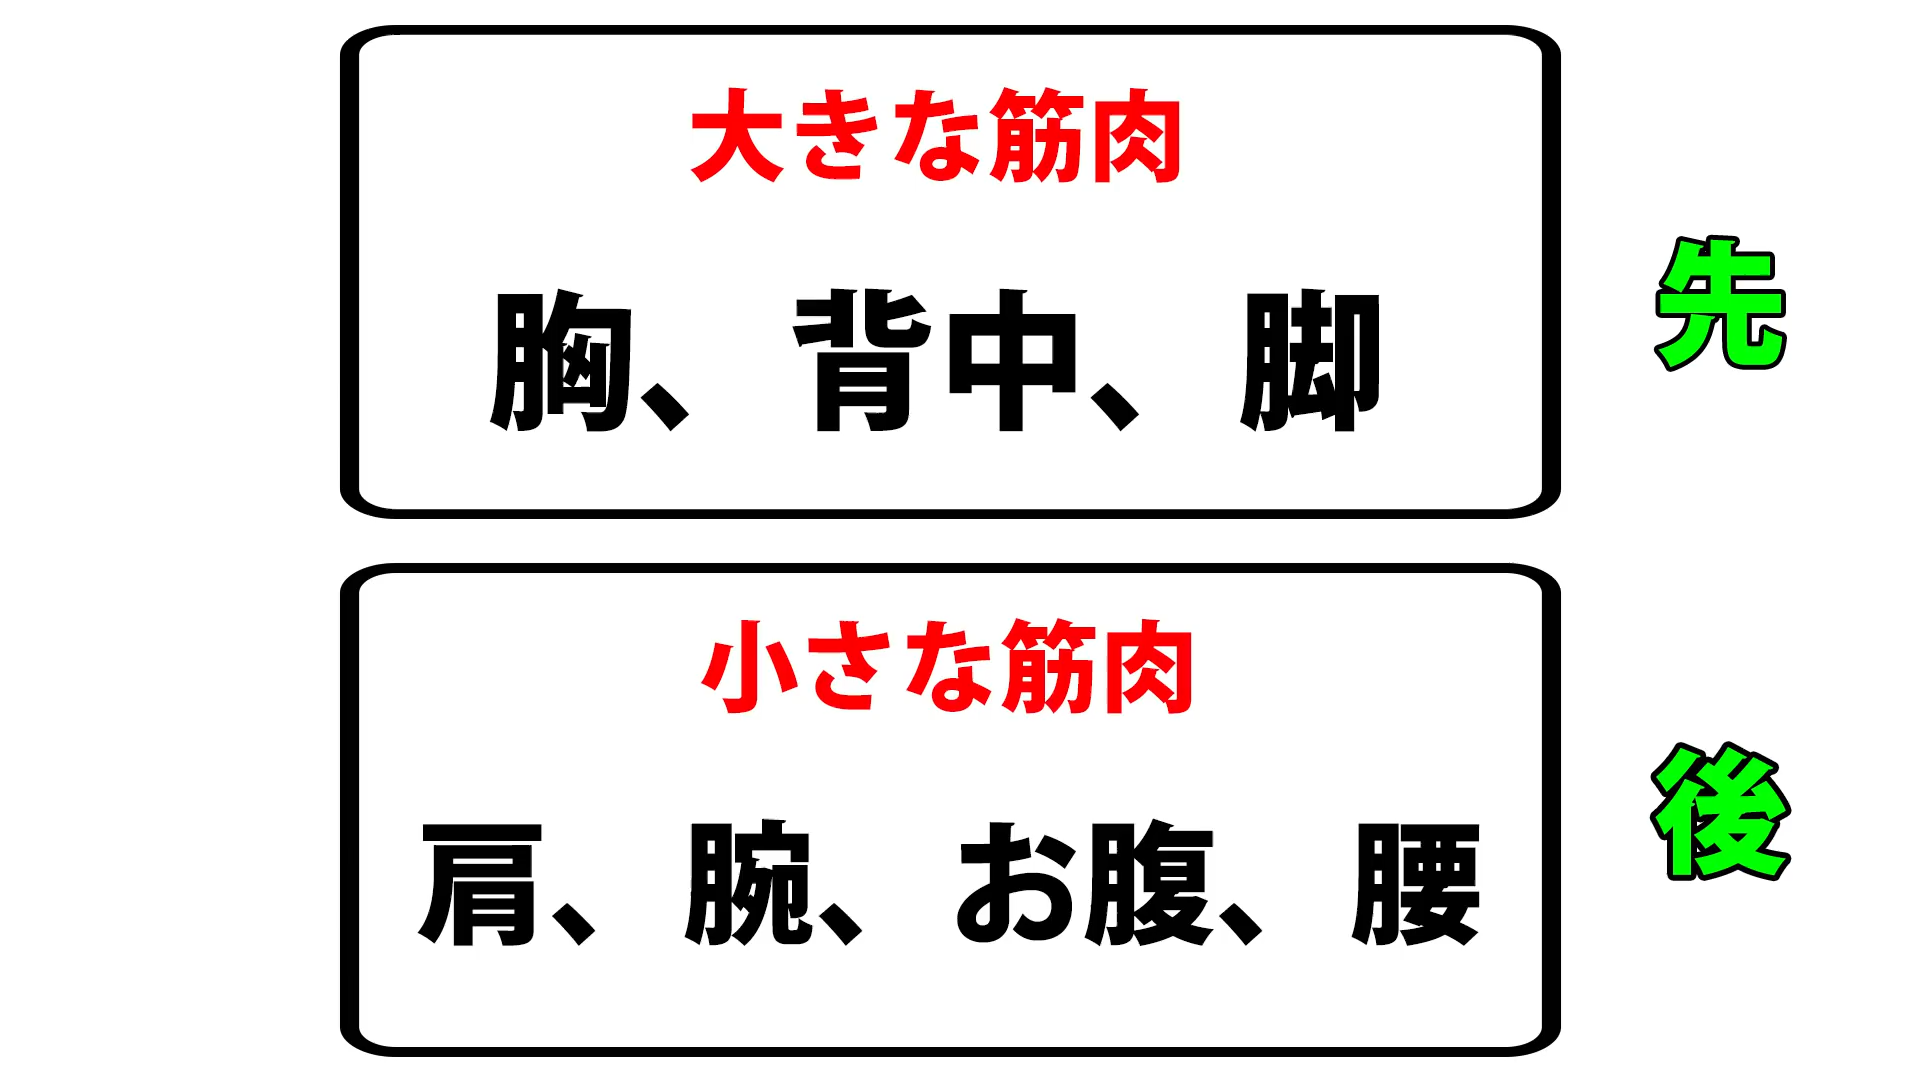 大きな筋肉
胸、背中、脚
先
小さな筋肉
肩、腕、お腹、腰
後